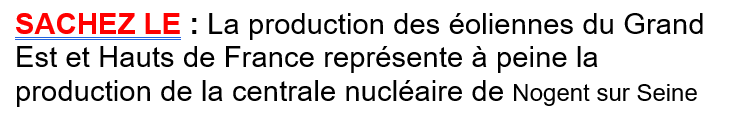 SACHEZ LE : La production des éoliennes du Grand
Est et Hauts de France représente à peine la
production de la centrale nucléaire de Nogent sur Seine